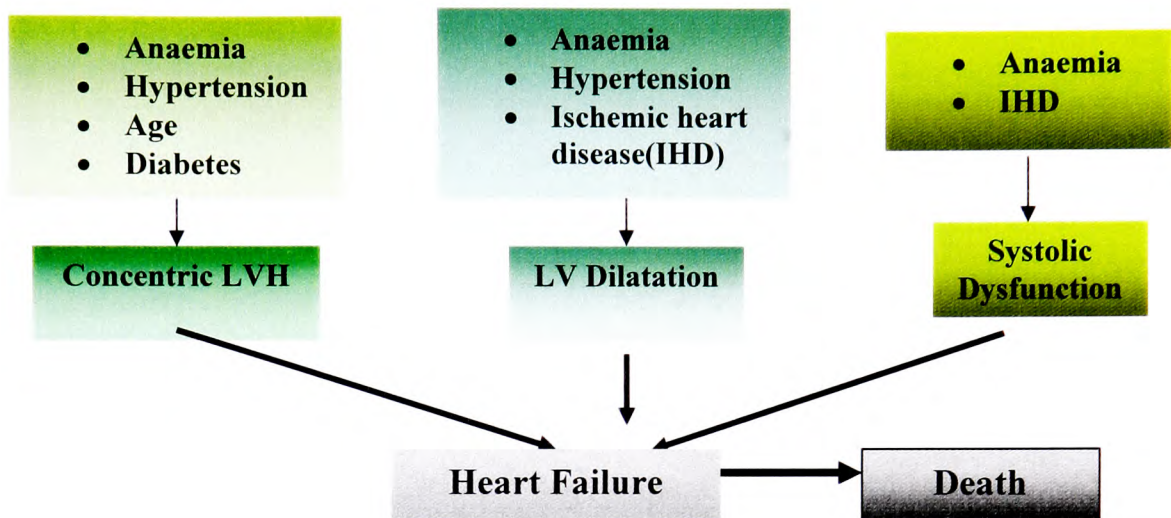 • Anaemia
• Hypertension
• Age
• Diabetes
• Anaemia
• Hypertension
• Ischemic heart
disease(IHD)
• Anaemia
• IHD
Concentric LVH
LV Dilatation
Systolic
Dysfunction
Heart Failure
Death